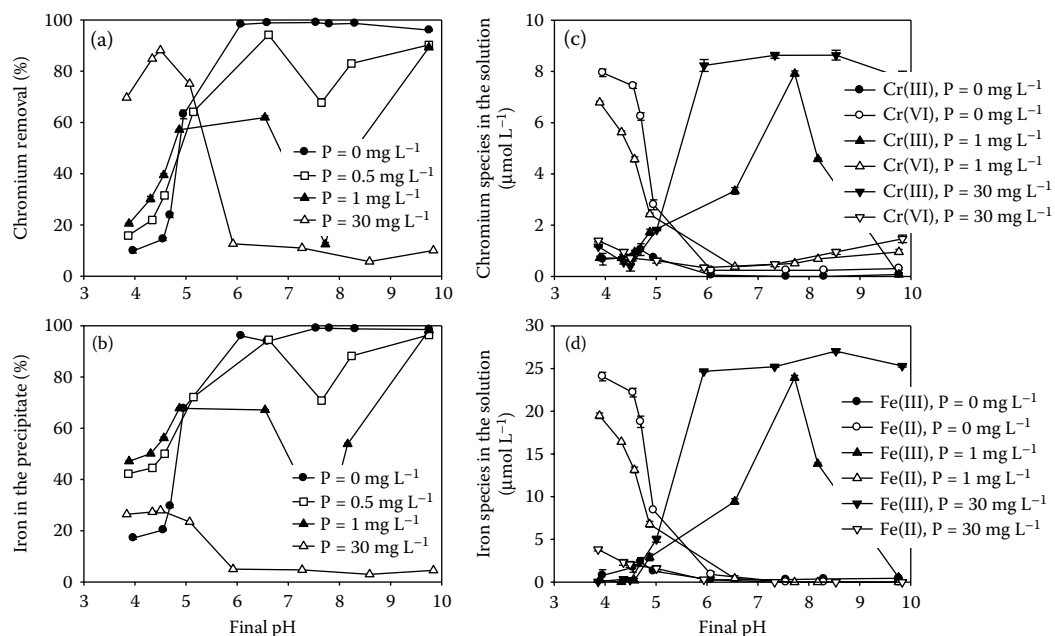 (a)
Chromium removal (%)
100
80
60
40
20
0
3 4 5 6 7 8 9 10
P = 0 mg L⁻¹
P = 0.5 mg L⁻¹
P = 1 mg L⁻¹
P = 30 mg L⁻¹
(b)
Iron in the precipitate (%)
100
80
60
40
20
0
3 4 5 6 7 8 9 10
Final pH
P = 0 mg L⁻¹
P = 0.5 mg L⁻¹
P = 1 mg L⁻¹
P = 30 mg L⁻¹
(c)
Chromium species in the solution
(μmol L⁻¹)
10
8
6
4
2
0
3 4 5 6 7 8 9 10
Cr(III), P = 0 mg L⁻¹
Cr(VI), P = 0 mg L⁻¹
Cr(III), P = 1 mg L⁻¹
Cr(VI), P = 1 mg L⁻¹
Cr(III), P = 30 mg L⁻¹
Cr(VI), P = 30 mg L⁻¹
(d)
Iron species in the solution
(μmol L⁻¹)
30
25
20
15
10
5
0
3 4 5 6 7 8 9 10
Final pH
Fe(III), P = 0 mg L⁻¹
Fe(II), P = 0 mg L⁻¹
Fe(III), P = 1 mg L⁻¹
Fe(II), P = 1 mg L⁻¹
Fe(III), P = 30 mg L⁻¹
Fe(II), P = 30 mg L⁻¹